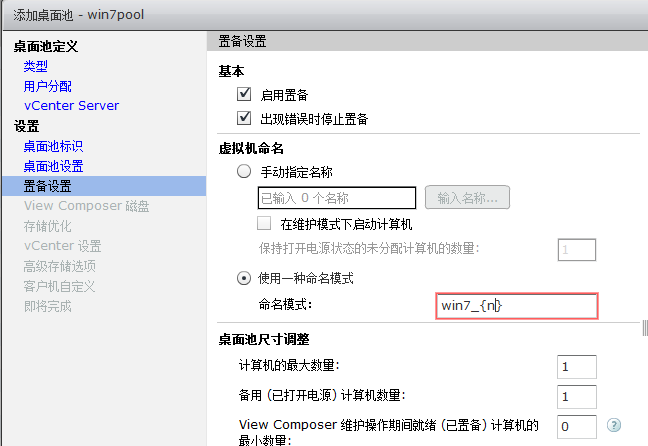 添加桌面池 - win7pool
桌面池定义
类型
用户分配
vCenter Server
设置
桌面池标识
桌面池设置
置备设置
View Composer 磁盘
存储优化
vCenter 设置
高级存储选项
客户机自定义
即将完成
置备设置
基本
启用置备
出现错误时停止置备
虚拟机命名
手动指定名称
已输入 0 个名称 输入名称...
在维护模式下启动计算机
保持打开电源状态的未分配计算机的数量: 1
使用一种命名模式
命名模式: win7_{n}
桌面池尺寸调整
计算机的最大数量: 1
备用 (已打开电源) 计算机数量: 1
View Composer 维护操作期间就绪 (已置备) 计算机的 0 ?
最小数量: